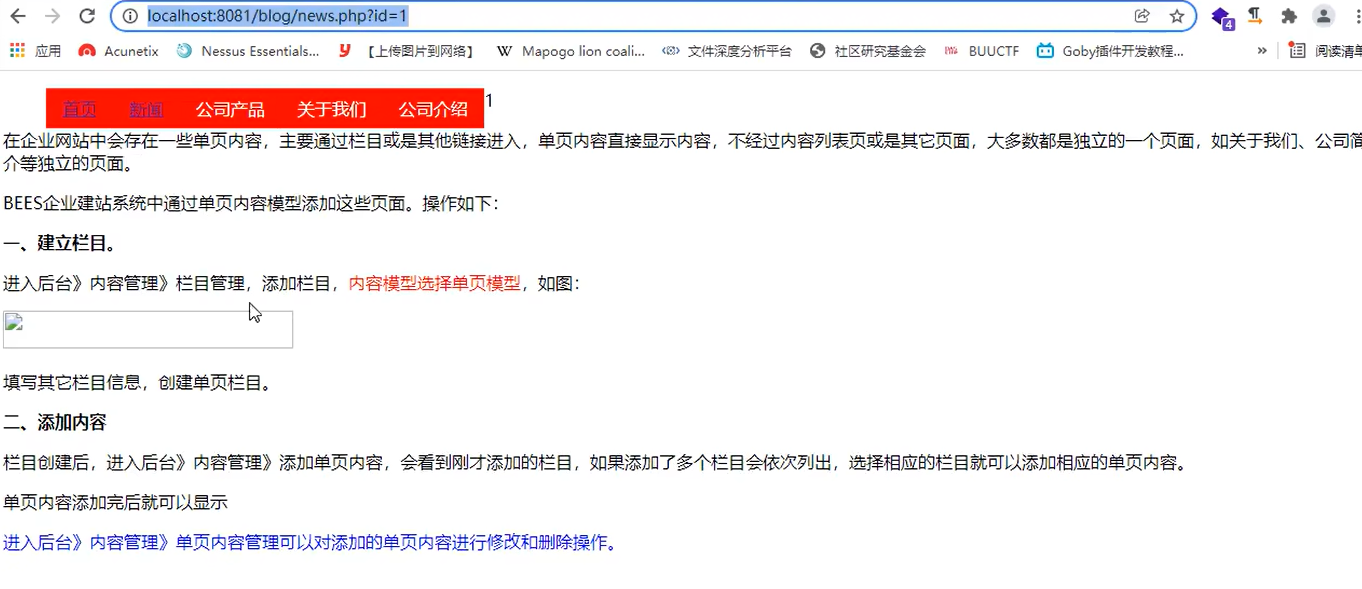 localhost:8081/blog/news.php?id=1
4
应用 Acunetix Nessus Essentials... 【上传图片到网络】 Mapogo lion coali... 文件深度分析平台 社区研究基金会 BUUCTF Goby插件开发教程... » 阅读清单
首页 新闻 公司产品 关于我们 公司介绍 1
在企业网站中会存在一些单页内容，主要通过栏目或是其他链接进入，单页内容直接显示内容，不经过内容列表页或是其它页面，大多数都是独立的一个页面，如关于我们、公司简
介等独立的页面。
BEES企业建站系统中通过单页内容模型添加这些页面。操作如下：
一、建立栏目。
进入后台》内容管理》栏目管理，添加栏目，内容模型选择单页模型，如图：
填写其它栏目信息，创建单页栏目。
二、添加内容
栏目创建后，进入后台》内容管理》添加单页内容，会看到刚才添加的栏目，如果添加了多个栏目会依次列出，选择相应的栏目就可以添加相应的单页内容。
单页内容添加完后就可以显示
进入后台》内容管理》单页内容管理可以对添加的单页内容进行修改和删除操作。